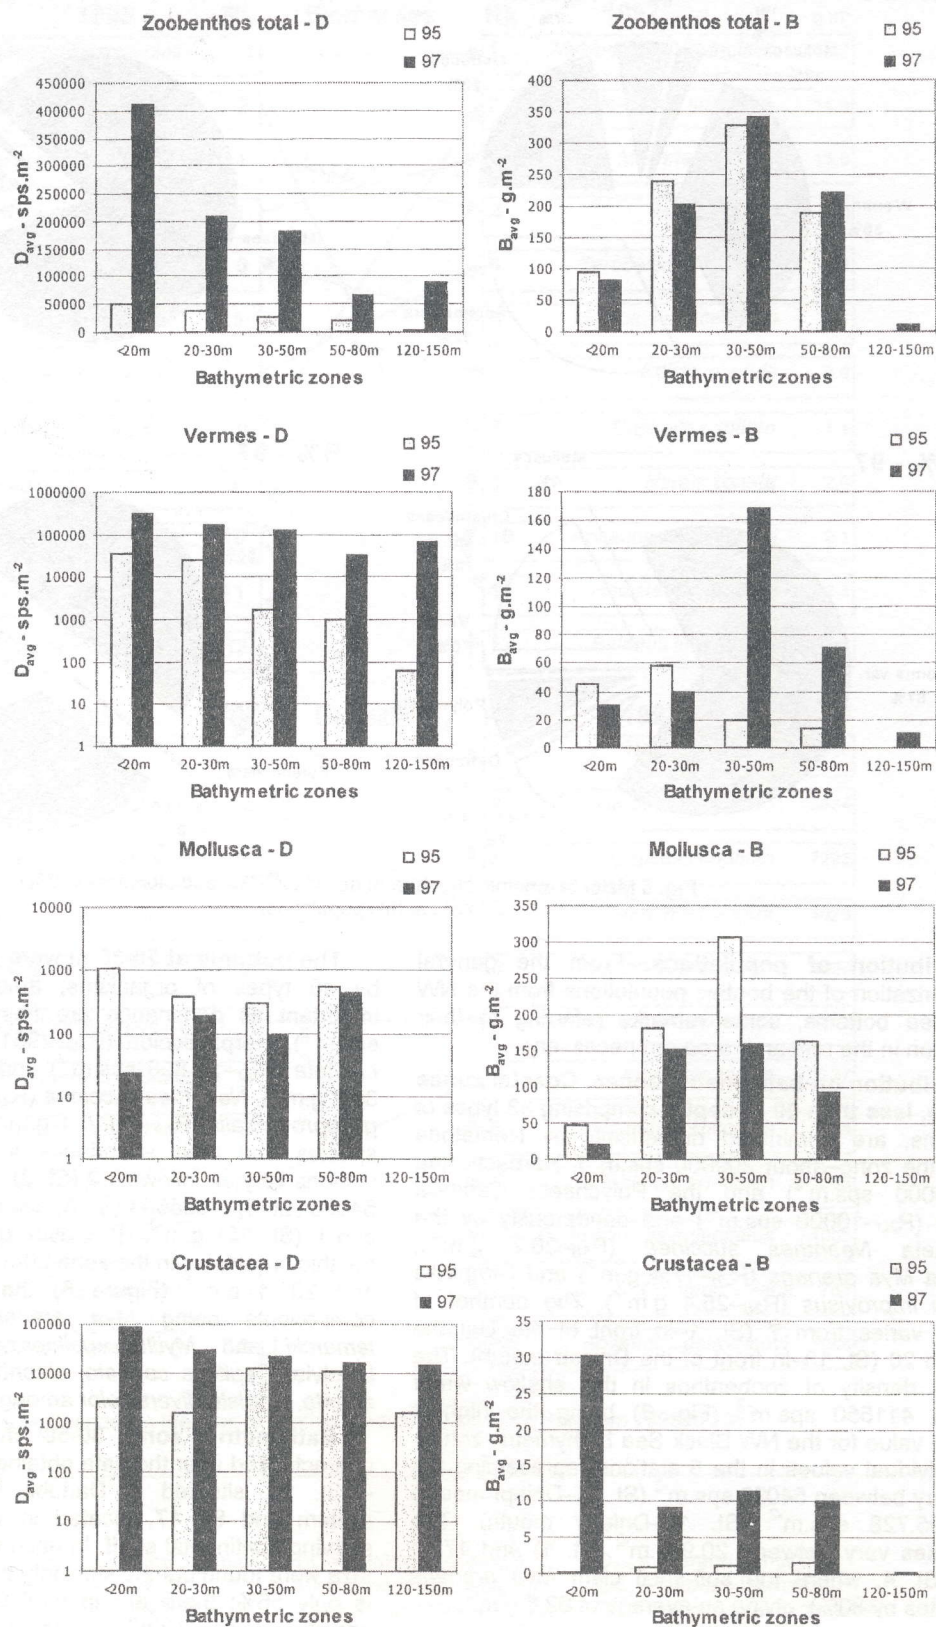 Zoobenthos total - D
95
97
450000
400000
350000
300000
250000
200000
150000
100000
50000
0
D avg - sps.m-2
<20m 20-30m 30-50m 50-80m 120-150m
Bathymetric zones
Zoobenthos total - B
95
97
400
350
300
250
200
150
100
50
0
B avg - g.m-2
<20m 20-30m 30-50m 50-80m 120-150m
Bathymetric zones
Vermes - D
95
97
1000000
100000
10000
1000
100
10
1
D avg - sps.m-2
<20m 20-30m 30-50m 50-80m 120-150m
Bathymetric zones
Vermes - B
95
97
180
160
140
120
100
80
60
40
20
0
B avg - g.m-2
<20m 20-30m 30-50m 50-80m 120-150m
Bathymetric zones
Mollusca - D
95
97
10000
1000
100
10
1
D avg - sps.m-2
<20m 20-30m 30-50m 50-80m 120-150m
Bathymetric zones
Mollusca - B
95
97
350
300
250
200
150
100
50
0
B avg - g.m-2
<20m 20-30m 30-50m 50-80m 120-150m
Bathymetric zones
Crustacea - D
95
97
100000
10000
1000
100
10
1
D avg - sps.m-2
<20m 20-30m 30-50m 50-80m 120-150m
Bathymetric zones
Crustacea - B
95
97
35
30
25
20
15
10
5
0
B avg - g.m-2
<20m 20-30m 30-50m 50-80m 120-150m
Bathymetric zones